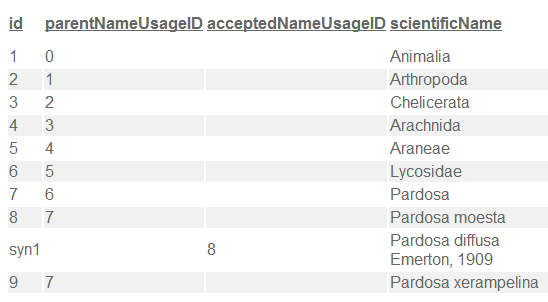 id parentNameUsageID acceptedNameUsageID scientificName
1 0 Animalia
2 1 Arthropoda
3 2 Chelicerata
4 3 Arachnida
5 4 Araneae
6 5 Lycosidae
7 6 Pardosa
8 7 Pardosa moesta
syn1 8 Pardosa diffusa
Emerton, 1909
9 7 Pardosa xerampelina